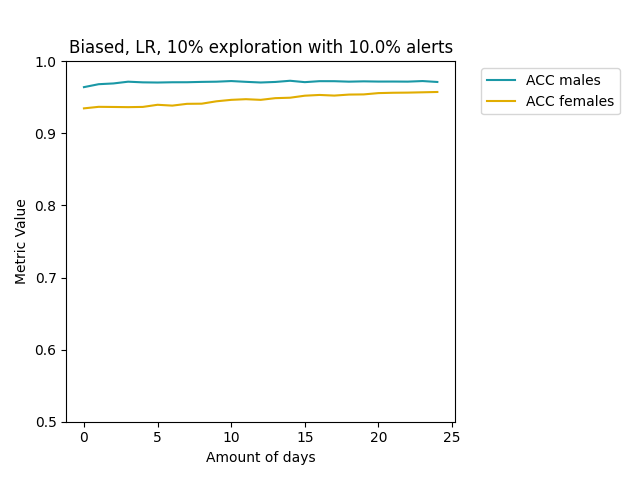 Biased, LR, 10% exploration with 10.0% alerts
1.0
0.9
0.8
0.7
0.6
0.5
Metric Value
0
5
10
15
20
25
Amount of days
ACC males
ACC females